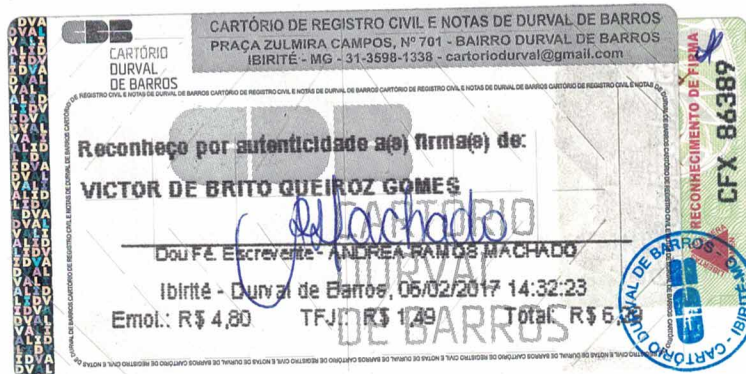 CARTÓRIO DE REGISTRO CIVIL E NOTAS DE DURVAL DE BARROS
PRAÇA ZULMIRA CAMPOS, Nº 701 - BAIRRO DURVAL DE BARROS
IBIRITÉ - MG - 31-3598-1338 - cartoriodurval@gmail.com
CARTÓRIO
DURVAL
DE BARROS
Reconheço por autenticidade a(s) firma(s) de:
VICTOR DE BRITO QUEIROZ GOMES
Machado
CARTÓRIO
DURVAL
DE BARROS
Dou Fé. Escrevente - ANDREA RAMOS MACHADO
Ibirité - Durval de Barros, 06/02/2017 14:32:23
Emol.: R$ 4,80 TFJ.: R$ 1,49 Total: R$
RECONHECIMENTO DE FIRMA
CFX 86389
CARTÓRIO DURVAL DE BARROS - IBIRITÉ MG